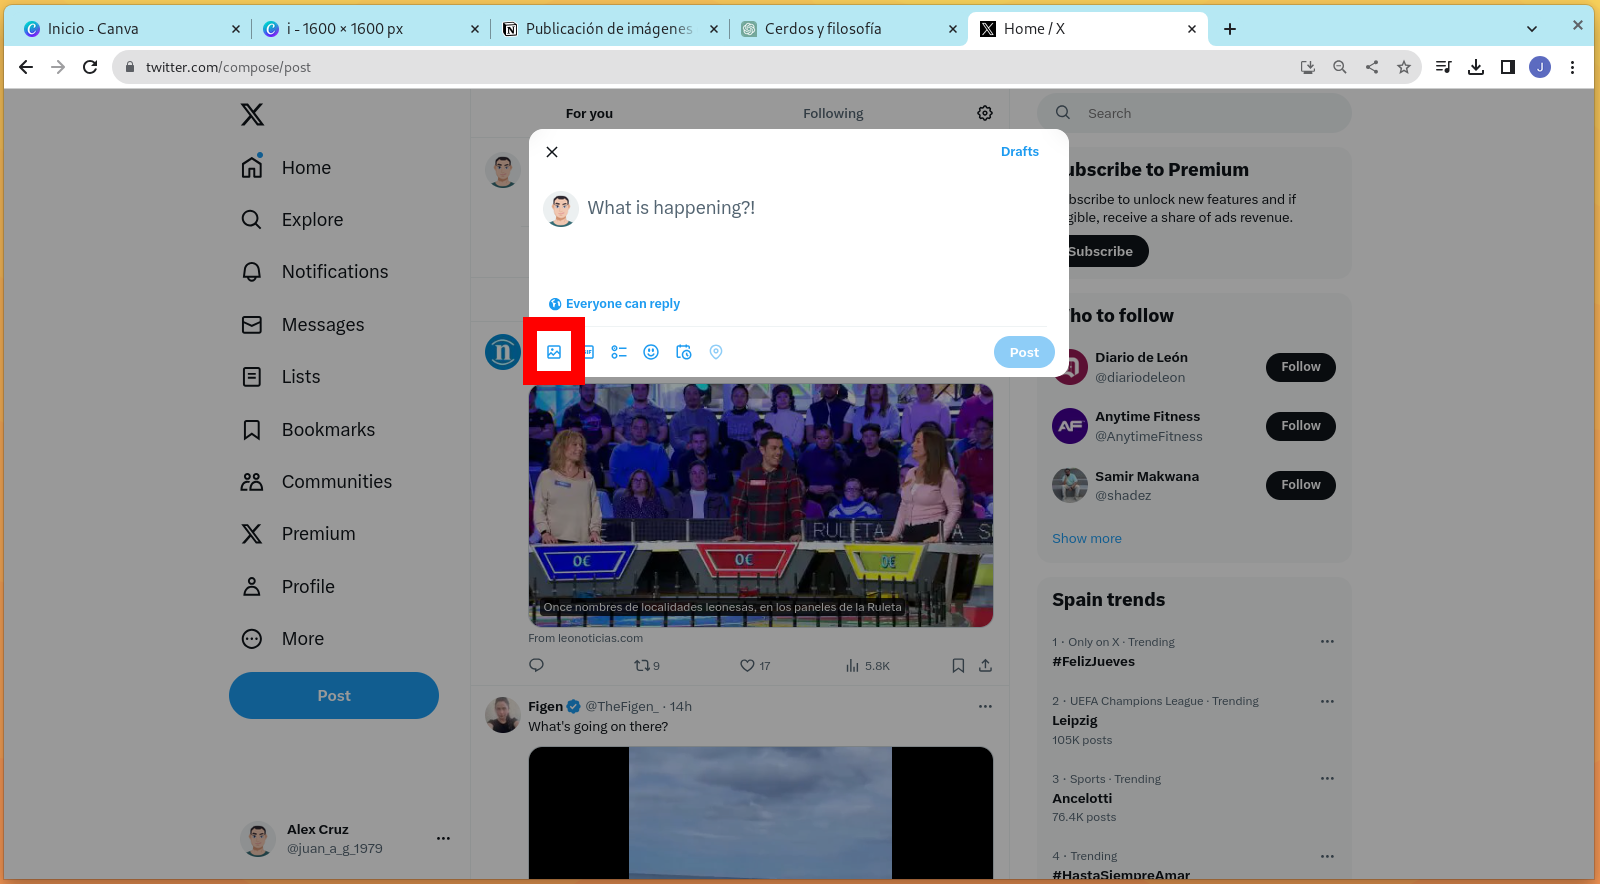 Inicio - Canva
i - 1600 × 1600 px
Publicación de imágenes
Cerdos y filosofía
Home / X
twitter.com/compose/post
J
For you
Following
Search
Home
Explore
Notifications
Messages
Lists
Bookmarks
Communities
Premium
Profile
More
Post
Alex Cruz
@juan_a_g_1979
Drafts
What is happening?!
Everyone can reply
Post
n
RULETA
LA S
0€
0€
0€
Once nombres de localidades leonesas, en los paneles de la Ruleta
From leonoticias.com
9
17
5.8K
Figen @TheFigen_ · 14h
What's going on there?
ubscribe to Premium
bscribe to unlock new features and if
gible, receive a share of ads revenue.
Subscribe
ho to follow
Diario de León
@diariodeleon
Follow
AF
Anytime Fitness
@AnytimeFitness
Follow
Samir Makwana
@shadez
Follow
Show more
Spain trends
1 · Only on X · Trending
#FelizJueves
2 · UEFA Champions League · Trending
Leipzig
105K posts
3 · Sports · Trending
Ancelotti
76.4K posts
4 · Trending
#HastaSiempreAmar